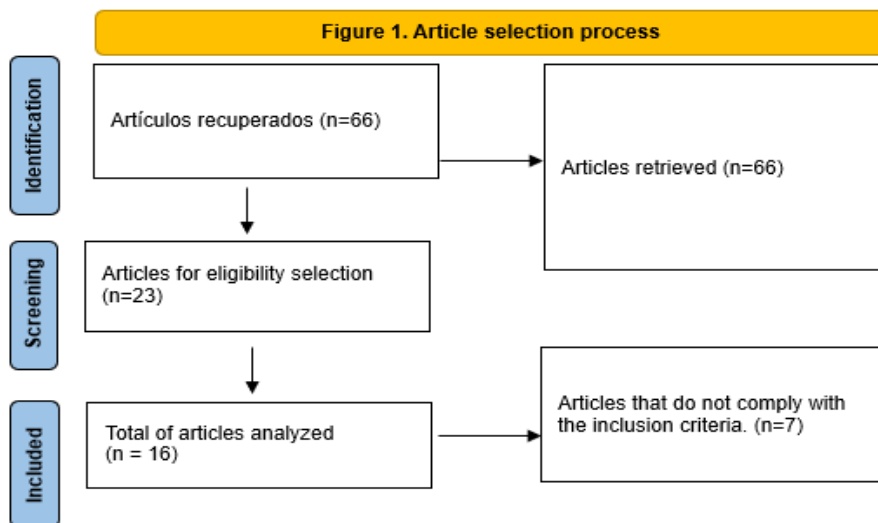 Figure 1. Article selection process
Identification
Artículos recuperados (n=66)
Articles retrieved (n=66)
Screening
Articles for eligibility selection
(n=23)
Included
Total of articles analyzed
(n = 16)
Articles that do not comply with
the inclusion criteria. (n=7)